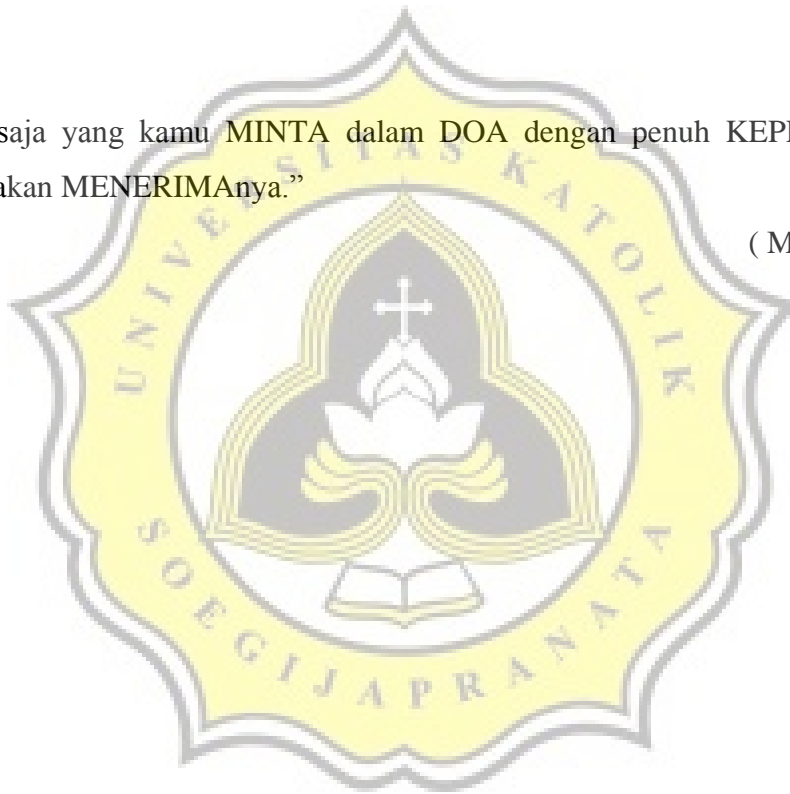 saja yang kamu MINTA dalam DOA dengan penuh KEP
akan MENERIMAnya.”
( M
UNIVERSITAS KATOLIK
SOEGIJAPRANATA